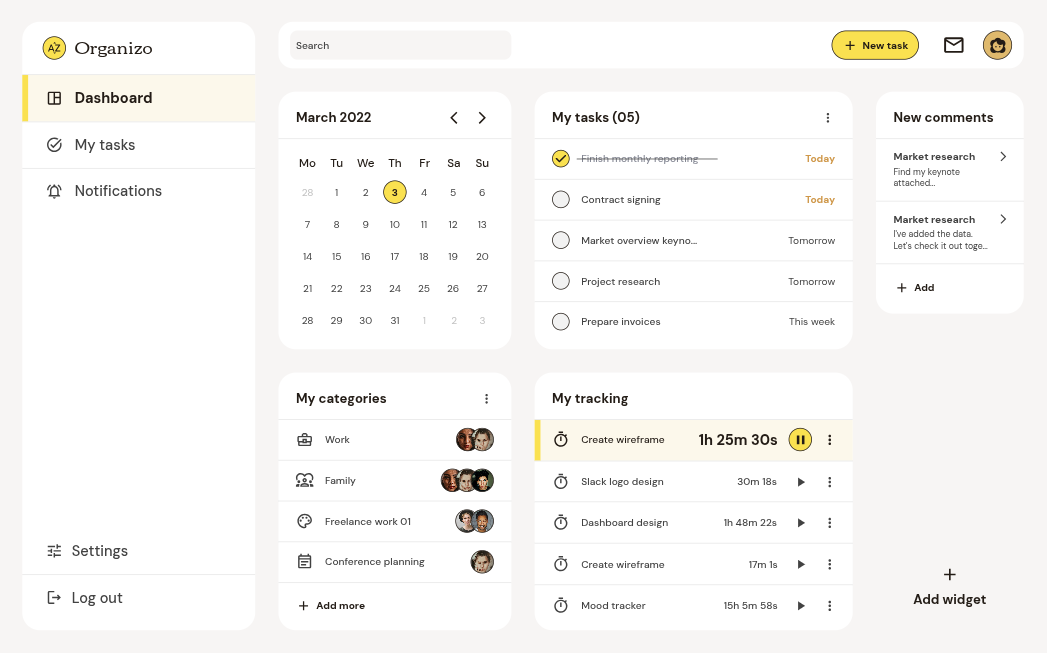 AZ Organizo
Dashboard
My tasks
Notifications
Settings
Log out
Search
New task
March 2022
Mo Tu We Th Fr Sa Su
28 1 2 3 4 5 6
7 8 9 10 11 12 13
14 15 16 17 18 19 20
21 22 23 24 25 26 27
28 29 30 31 1 2 3
My tasks (05)
Finish monthly reporting Today
Contract signing Today
Market overview keyno... Tomorrow
Project research Tomorrow
Prepare invoices This week
New comments
Market research
Find my keynote
attached...
Market research
I've added the data.
Let's check it out toge...
Add
My categories
Work
Family
Freelance work 01
Conference planning
Add more
My tracking
Create wireframe 1h 25m 30s
Slack logo design 30m 18s
Dashboard design 1h 48m 22s
Create wireframe 17m 1s
Mood tracker 15h 5m 58s
Add widget